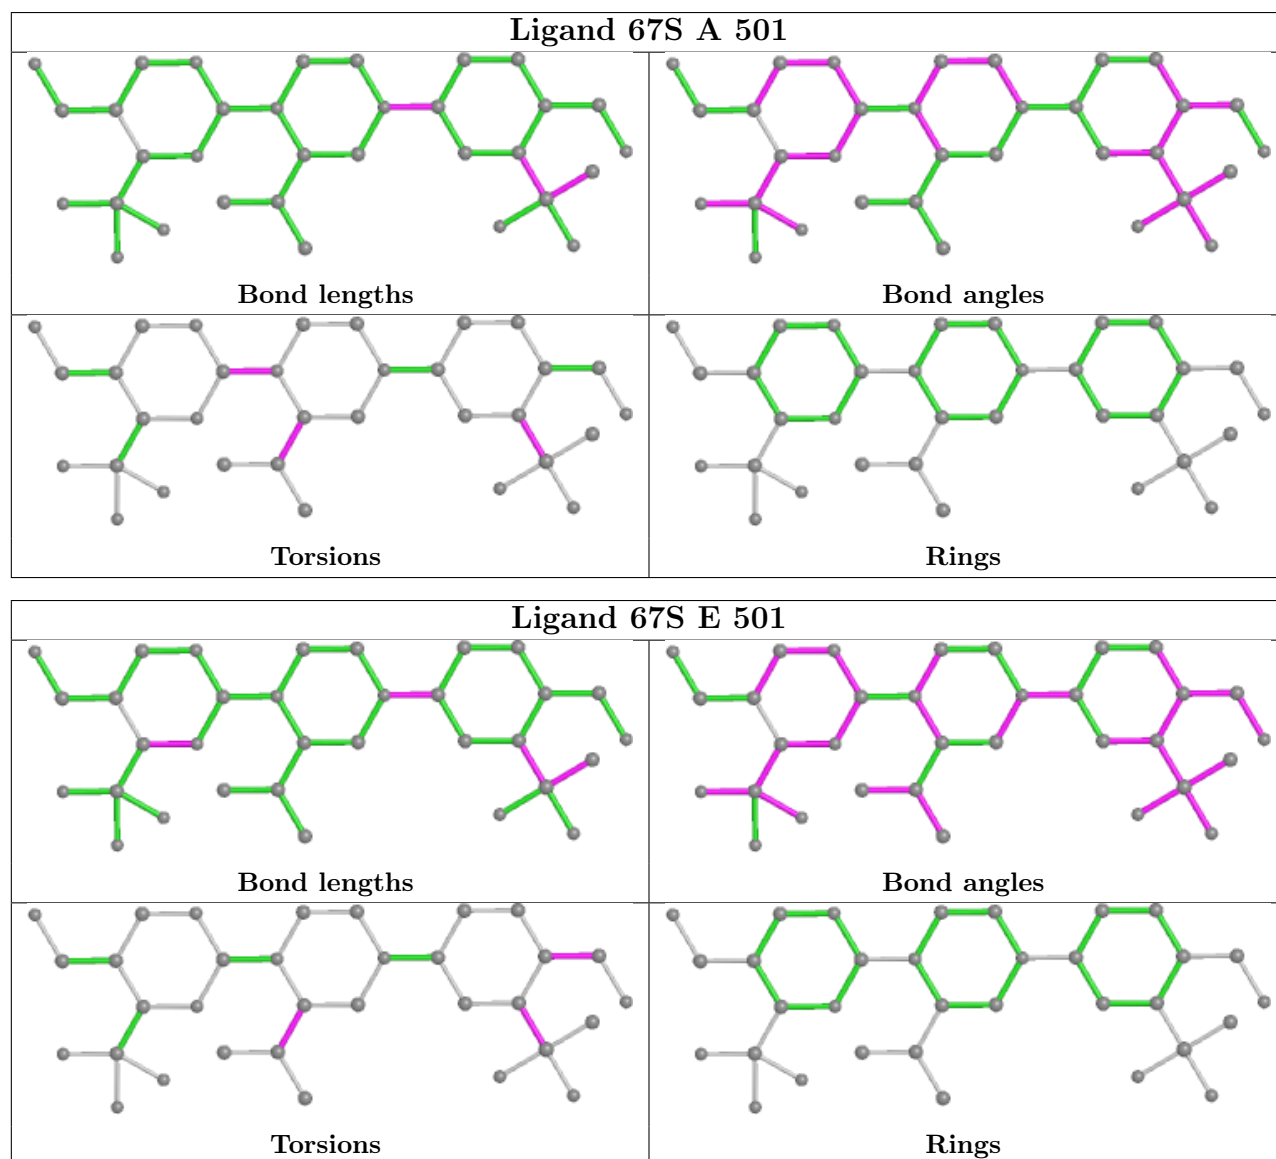 Ligand 67S A 501
Bond lengths
Bond angles
Torsions
Rings
Ligand 67S E 501
Bond lengths
Bond angles
Torsions
Rings